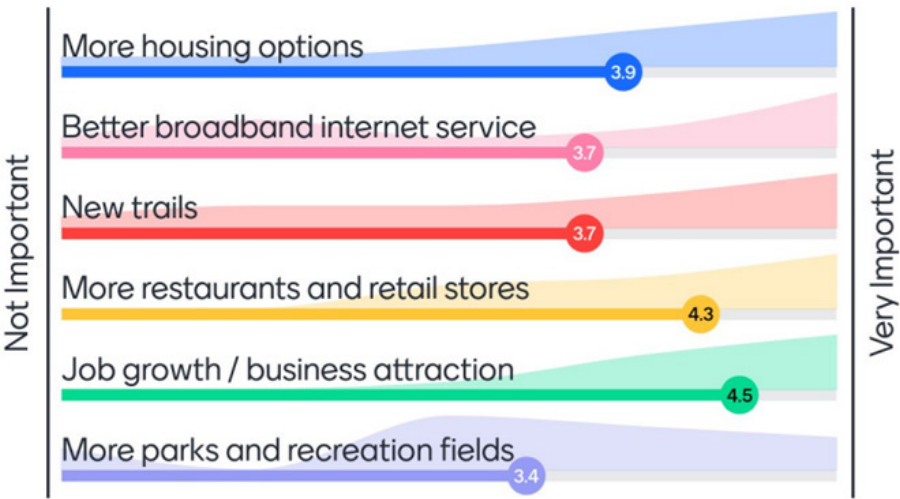 Not Important
More housing options
3.9
Better broadband internet service
3.7
New trails
3.7
More restaurants and retail stores
4.3
Job growth / business attraction
4.5
More parks and recreation fields
3.4
Very Important